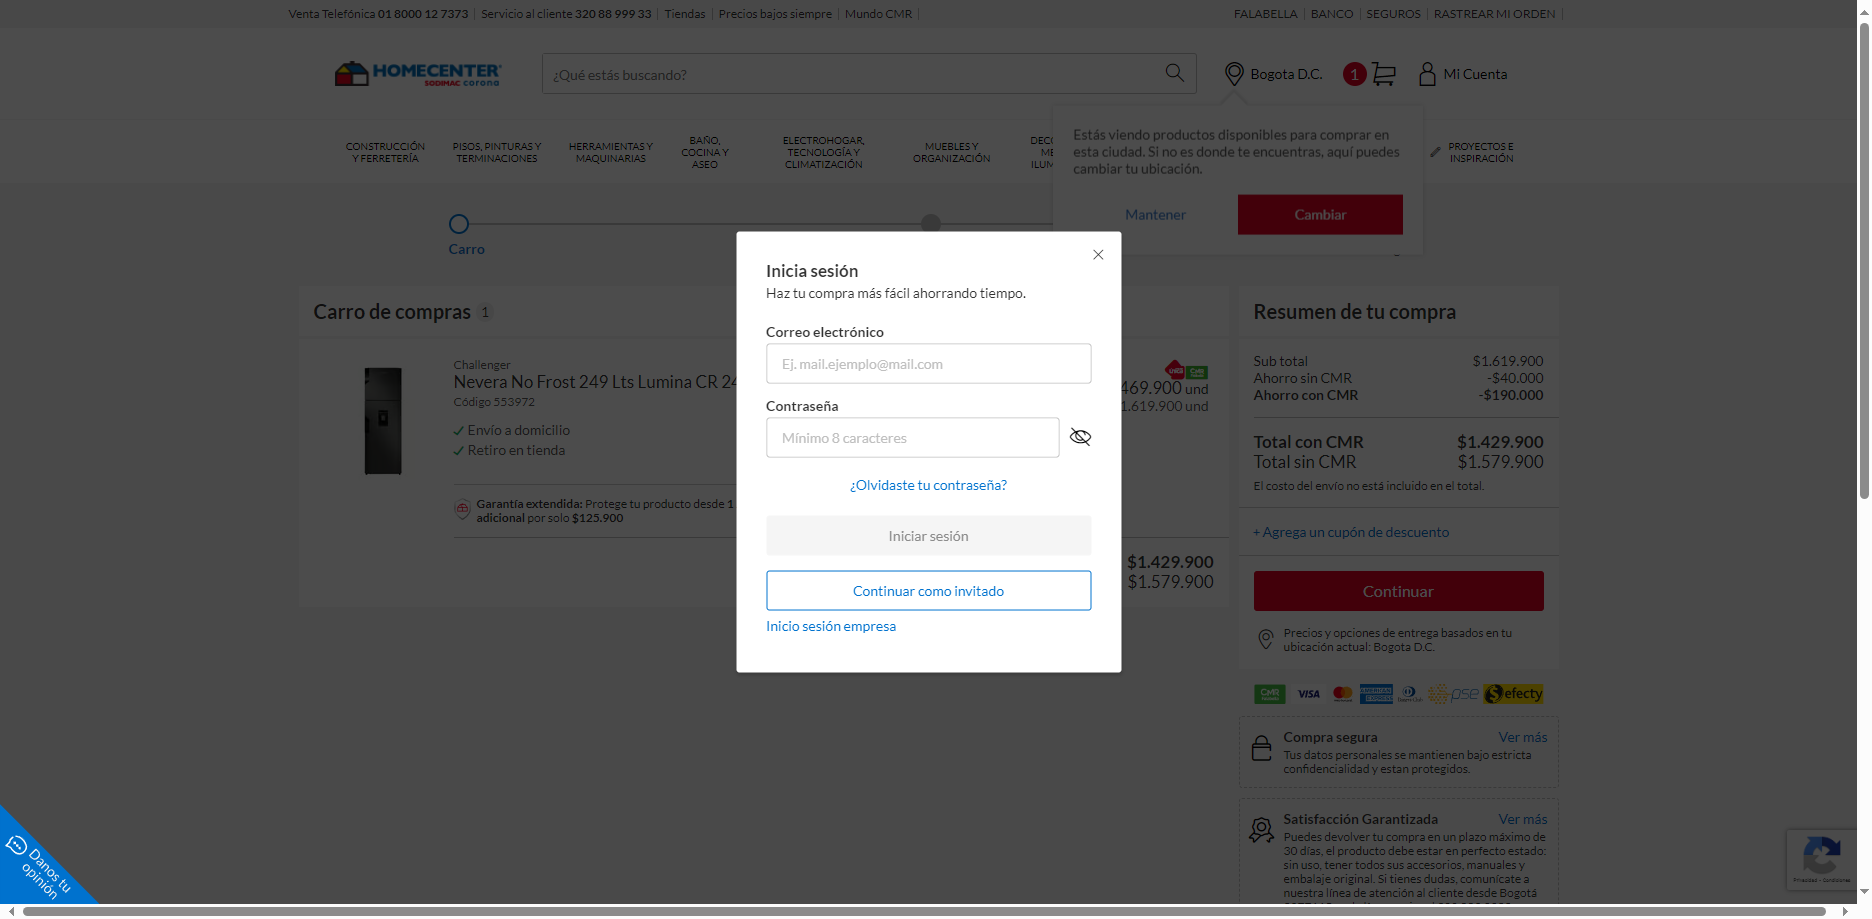 Venta Telefónica 01 8000 12 7373
Servicio al cliente 320 88 999 33
Tiendas
Precios bajos siempre
Mundo CMR
FALABELLA
BANCO
SEGUROS
RASTREAR MI ORDEN
HOMECENTER
SODIMAC corona
¿Qué estás buscando?
Bogota D.C.
1
Mi Cuenta
CONSTRUCCIÓN
Y FERRETERÍA
PISOS, PINTURAS Y
TERMINACIONES
HERRAMIENTAS Y
MAQUINARIAS
BAÑO,
COCINA Y
ASEO
ELECTROHOGAR,
TECNOLOGÍA Y
CLIMATIZACIÓN
MUEBLES Y
ORGANIZACIÓN
PROYECTOS E
INSPIRACIÓN
Estás viendo productos disponibles para comprar en
esta ciudad. Si no es donde te encuentras, aquí puedes
cambiar tu ubicación.
Mantener
Cambiar
Carro
Inicia sesión
Haz tu compra más fácil ahorrando tiempo.
Correo electrónico
Ej. mail.ejemplo@mail.com
Contraseña
Mínimo 8 caracteres
¿Olvidaste tu contraseña?
Iniciar sesión
Continuar como invitado
Inicio sesión empresa
Carro de compras 1
Challenger
Nevera No Frost 249 Lts Lumina CR 24
Código 553972
Envío a domicilio
Retiro en tienda
469.900 und
1.619.900 und
Garantía extendida: Protege tu producto desde 1
adicional por solo $125.900
$1.429.900
$1.579.900
Resumen de tu compra
Sub total $1.619.900
Ahorro sin CMR -$40.000
Ahorro con CMR -$190.000
Total con CMR $1.429.900
Total sin CMR $1.579.900
El costo del envío no está incluido en el total.
+ Agrega un cupón de descuento
Continuar
Precios y opciones de entrega basados en tu
ubicación actual: Bogota D.C.
CMR
VISA
AMERICAN EXPRESS
pse
efecty
Compra segura Ver más
Tus datos personales se mantienen bajo estricta
confidencialidad y estan protegidos.
Satisfacción Garantizada Ver más
Puedes devolver tu compra en un plazo máximo de
30 días, el producto debe estar en perfecto estado:
sin uso, tener todos sus accesorios, manuales y
embalaje original. Si tienes dudas, comunícate a
nuestra línea de atención al cliente desde Bogotá
Danos tu
opinión
Privacidad - Condiciones